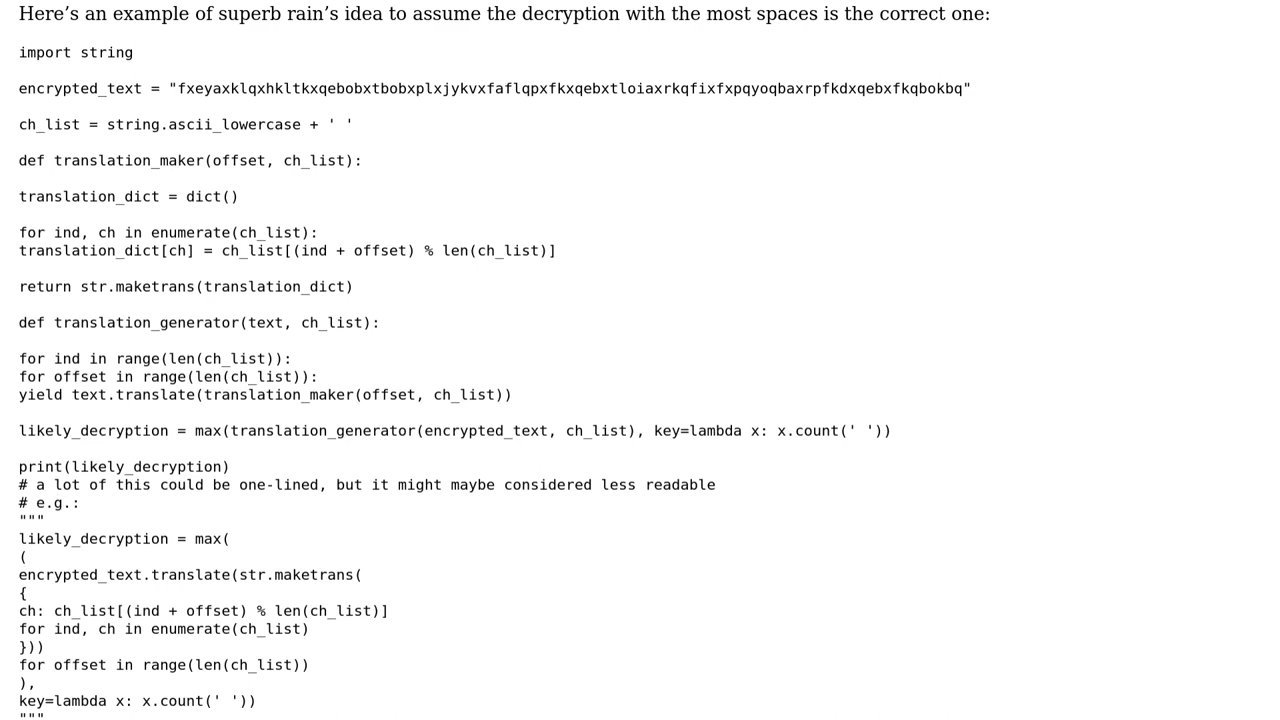 Here’s an example of superb rain’s idea to assume the decryption with the most spaces is the correct one:
import string
encrypted_text = "fxeyaxklqxhkltkxqebobxtbobxplxjykvxfaflqpxfkxqebxtloiaxrkqfixfxpqyoqbaxrpfkdxqebxfkqbokbq"
ch_list = string.ascii_lowercase + ' '
def translation_maker(offset, ch_list):
translation_dict = dict()
for ind, ch in enumerate(ch_list):
translation_dict[ch] = ch_list[(ind + offset) % len(ch_list)]
return str.maketrans(translation_dict)
def translation_generator(text, ch_list):
for ind in range(len(ch_list)):
for offset in range(len(ch_list)):
yield text.translate(translation_maker(offset, ch_list))
likely_decryption = max(translation_generator(encrypted_text, ch_list), key=lambda x: x.count(' '))
print(likely_decryption)
# a lot of this could be one-lined, but it might maybe considered less readable
# e.g.:
"""
likely_decryption = max(
(
encrypted_text.translate(str.maketrans(
{
ch: ch_list[(ind + offset) % len(ch_list)]
for ind, ch in enumerate(ch_list)
}))
for offset in range(len(ch_list))
),
key=lambda x: x.count(' '))
"""